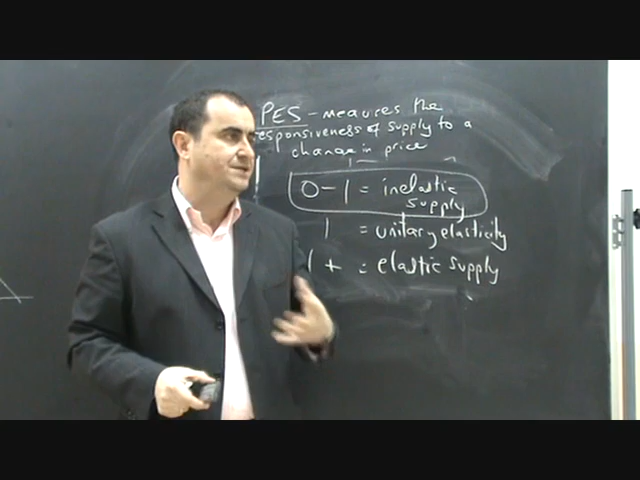 PES - measures the
responsiveness of supply to a
change in price
0 - 1 = inelastic
supply
1 = unitary elasticity
1 + = elastic supply